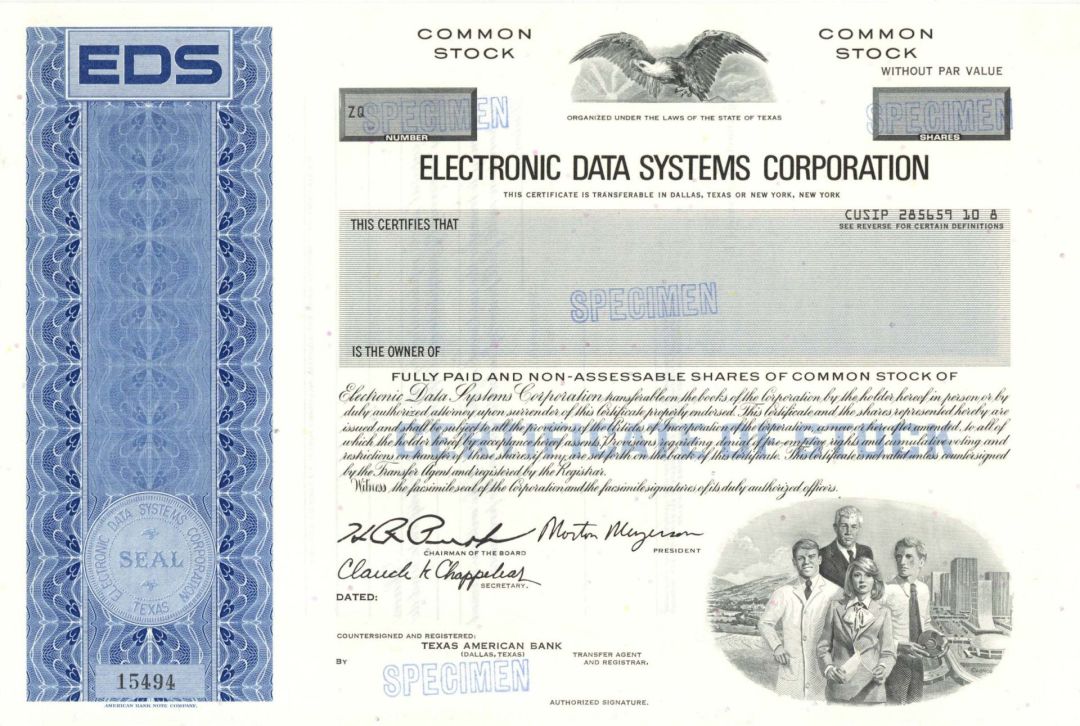 EDS
COMMON STOCK
COMMON STOCK
WITHOUT PAR VALUE
ORGANIZED UNDER THE LAWS OF THE STATE OF TEXAS
ZQ SPECIMEN
NUMBER
SPECIMEN
SHARES
ELECTRONIC DATA SYSTEMS CORPORATION
THIS CERTIFICATE IS TRANSFERABLE IN DALLAS, TEXAS OR NEW YORK, NEW YORK
THIS CERTIFIES THAT
CUSIP 285659 10 8
SEE REVERSE FOR CERTAIN DEFINITIONS
SPECIMEN
IS THE OWNER OF
FULLY PAID AND NON-ASSESSABLE SHARES OF COMMON STOCK OF
Electronic Data Systems Corporation transferable on the books of the Corporation by the holder hereof in person or by
duly authorized attorney upon surrender of this Certificate properly endorsed. This Certificate and the shares represented hereby are
issued and shall be subject to all the provisions of the Articles of Incorporation of the Corporation, as now or hereafter amended, to all of
which the holder hereof by acceptance hereof assents. Provisions regarding denial of pre-emptive rights and cumulative voting and
restrictions on transfer of these shares if any, are set forth on the back of this Certificate. This Certificate is not valid unless countersigned
by the Transfer Agent and registered by the Registrar.
Witness the facsimile seal of the Corporation and the facsimile signatures of its duly authorized officers.
CHAIRMAN OF THE BOARD
Morton Meyerson
PRESIDENT
Claude K Chappelear
SECRETARY.
DATED:
COUNTERSIGNED AND REGISTERED:
TEXAS AMERICAN BANK
(DALLAS, TEXAS)
TRANSFER AGENT
AND REGISTRAR.
BY
SPECIMEN
AUTHORIZED SIGNATURE.
ELECTRONIC DATA SYSTEMS CORPORATION
SEAL
TEXAS
15494
AMERICAN BANK NOTE COMPANY.